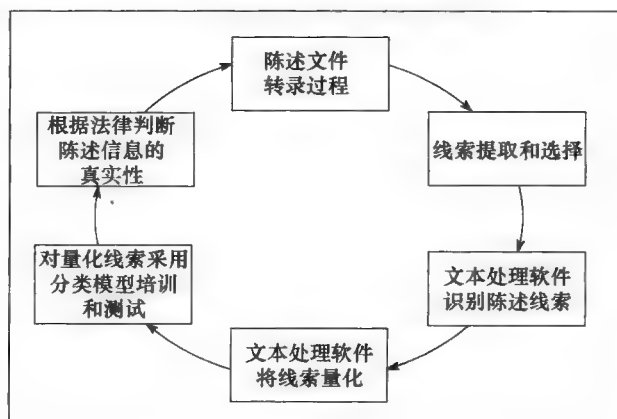 陈述文件
转录过程
线索提取和选择
文本处理软件
识别陈述线索
文本处理软件
将线索量化
对量化线索采用
分类模型培训
和测试
根据法律判断
陈述信息的
真实性